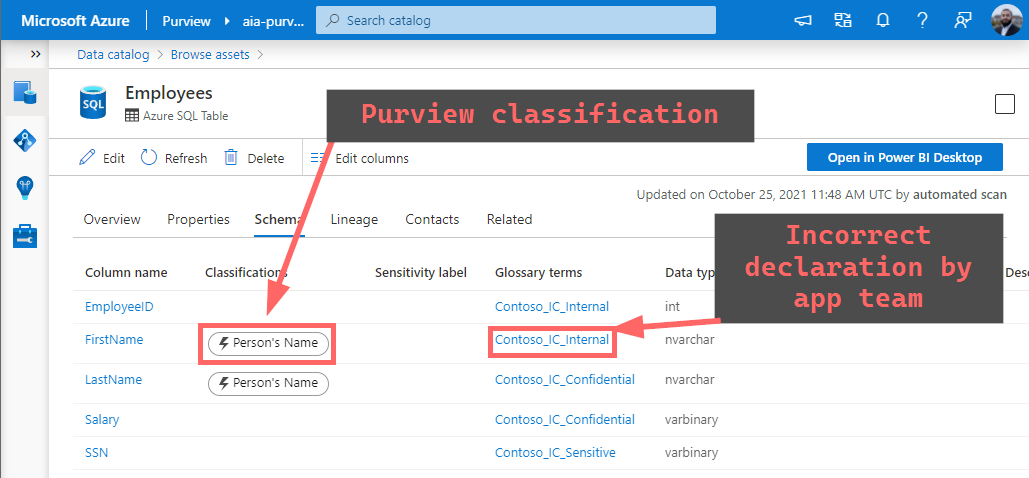 Microsoft Azure Purview aia-purv... Search catalog
Data catalog Browse assets
Employees
SQL Azure SQL Table
Purview classification
Edit Refresh Delete Edit columns Open in Power BI Desktop
Updated on October 25, 2021 11:48 AM UTC by automated scan
Overview Properties Schema Lineage Contacts Related
Incorrect
declaration by
app team
Column name Classifications Sensitivity label Glossary terms Data typ Desc
EmployeeID Contoso_IC_Internal int
FirstName Person's Name Contoso_IC_Internal nvarchar
LastName Person's Name Contoso_IC_Confidential nvarchar
Salary Contoso_IC_Confidential varbinary
SSN Contoso_IC_Sensitive varbinary